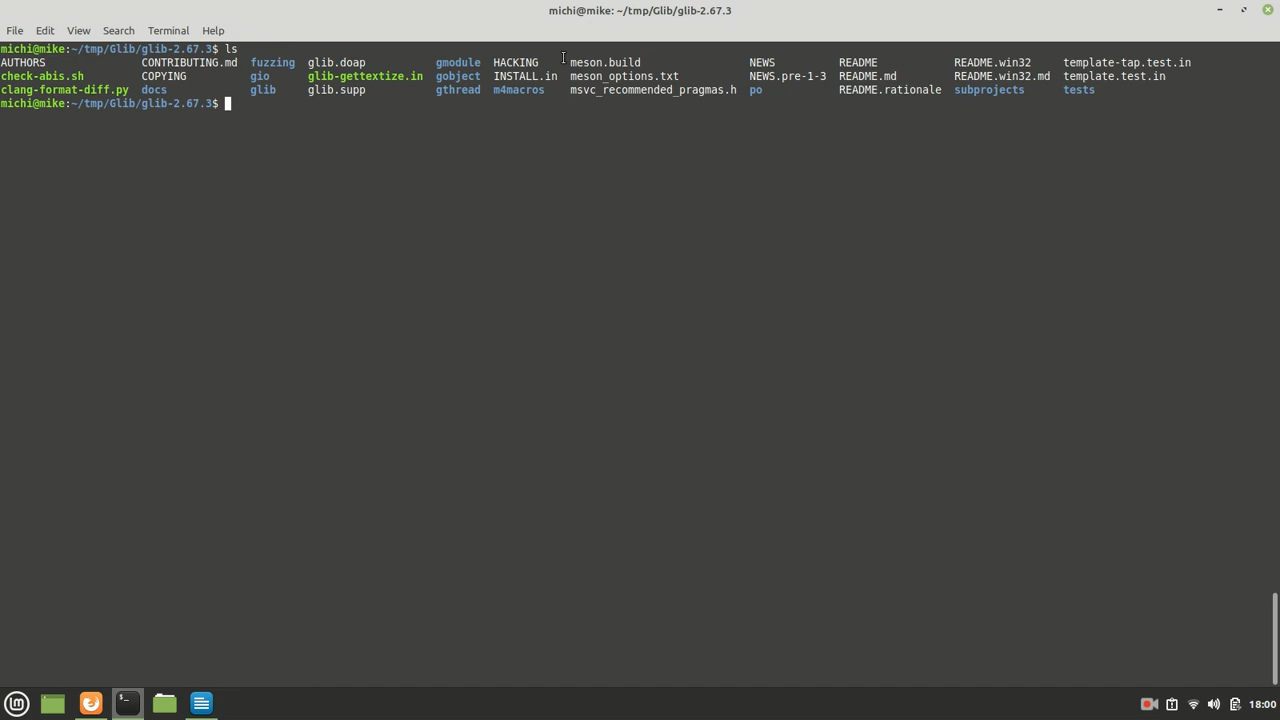 michi@mike: ~/tmp/Glib/glib-2.67.3
File Edit View Search Terminal Help
michi@mike:~/tmp/Glib/glib-2.67.3$ ls
AUTHORS CONTRIBUTING.md fuzzing glib.doap gmodule HACKING meson.build NEWS README README.win32 template-tap.test.in
check-abis.sh COPYING gio glib-gettextize.in gobject INSTALL.in meson_options.txt NEWS.pre-1-3 README.md README.win32.md template.test.in
clang-format-diff.py docs glib glib.supp gthread m4macros msvc_recommended_pragmas.h po README.rationale subprojects tests
michi@mike:~/tmp/Glib/glib-2.67.3$
18:00